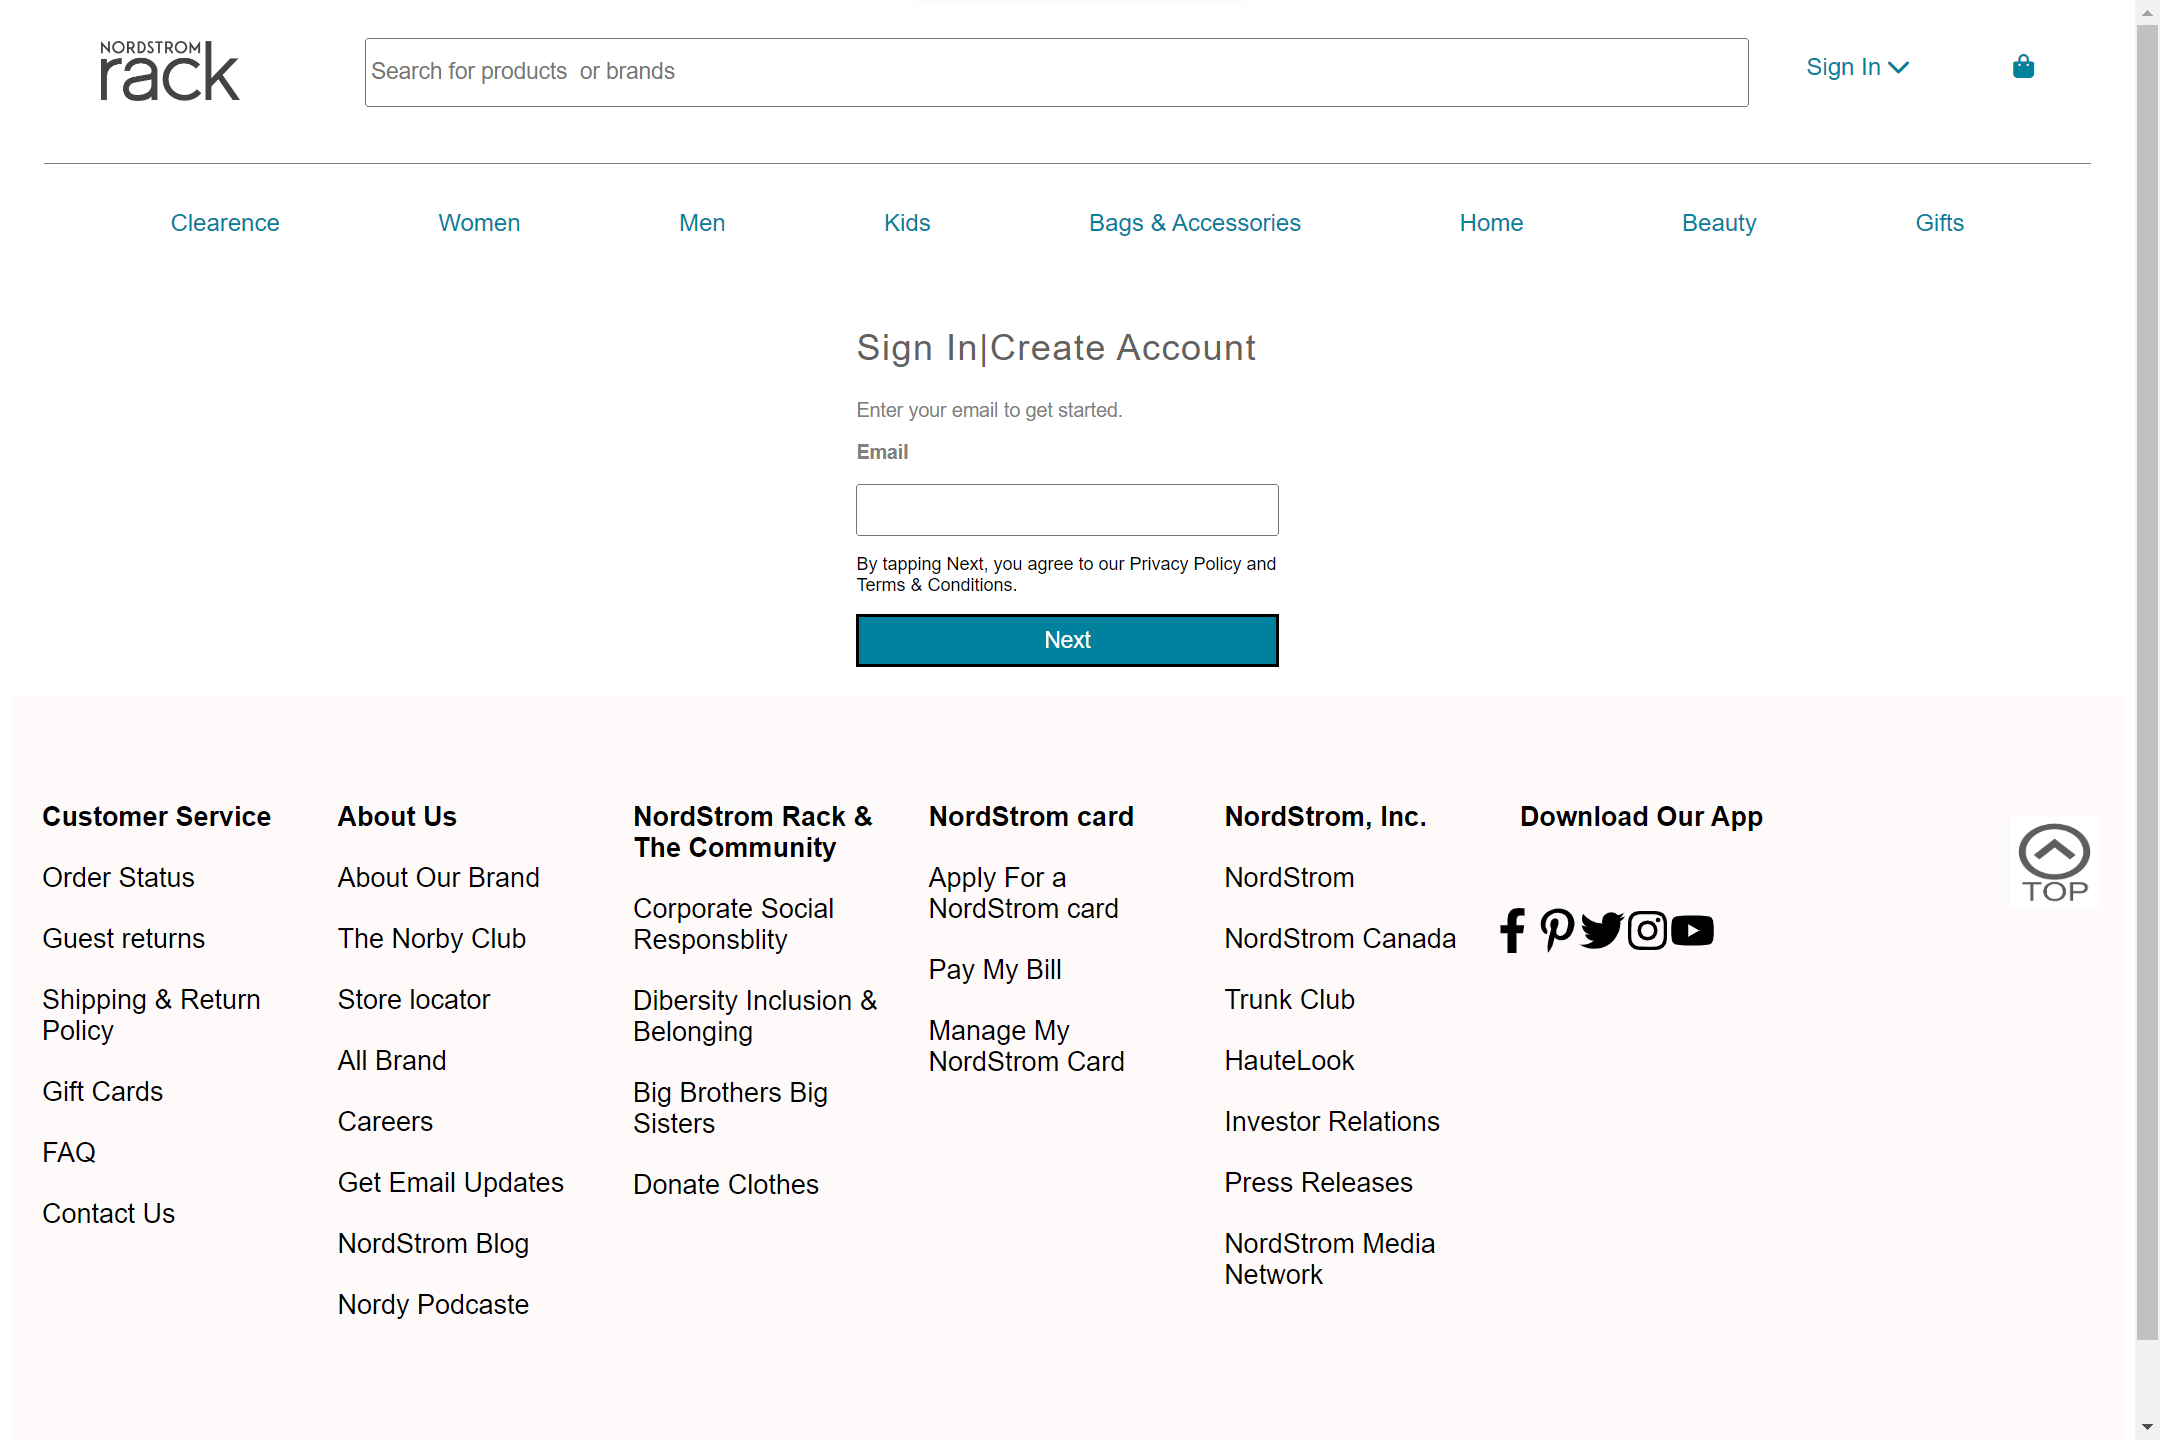 NORDSTROM
rack
Search for products  or brands
Sign In
Clearence
Women
Men
Kids
Bags & Accessories
Home
Beauty
Gifts
Sign In|Create Account
Enter your email to get started.
Email
By tapping Next, you agree to our Privacy Policy and
Terms & Conditions.
Next
Customer Service
Order Status
Guest returns
Shipping & Return
Policy
Gift Cards
FAQ
Contact Us
About Us
About Our Brand
The Norby Club
Store locator
All Brand
Careers
Get Email Updates
NordStrom Blog
Nordy Podcaste
NordStrom Rack &
The Community
Corporate Social
Responsblity
Dibersity Inclusion &
Belonging
Big Brothers Big
Sisters
Donate Clothes
NordStrom card
Apply For a
NordStrom card
Pay My Bill
Manage My
NordStrom Card
NordStrom, Inc.
NordStrom
NordStrom Canada
Trunk Club
HauteLook
Investor Relations
Press Releases
NordStrom Media
Network
Download Our App
TOP